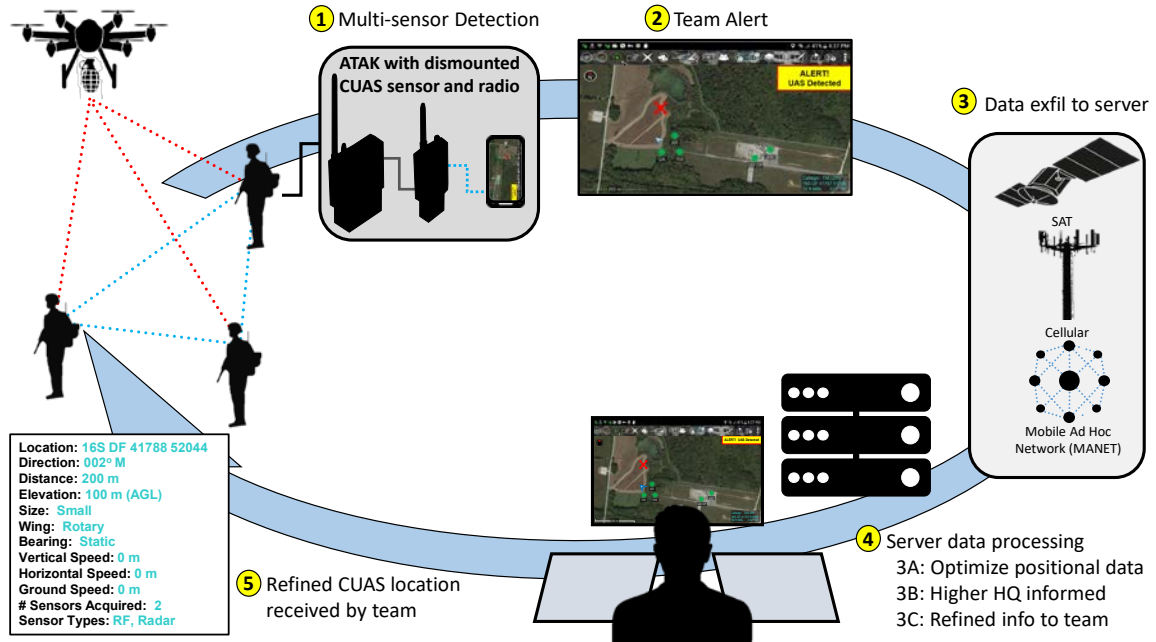 1 Multi-sensor Detection
ATAK with dismounted
CUAS sensor and radio
2 Team Alert
ALERT!
UAS Detected
3 Data exfil to server
SAT
Cellular
Mobile Ad Hoc
Network (MANET)
ALERT! UAS Detected
4 Server data processing
3A: Optimize positional data
3B: Higher HQ informed
3C: Refined info to team
5 Refined CUAS location
received by team
Location: 16S DF 41788 52044
Direction: 002° M
Distance: 200 m
Elevation: 100 m (AGL)
Size: Small
Wing: Rotary
Bearing: Static
Vertical Speed: 0 m
Horizontal Speed: 0 m
Ground Speed: 0 m
# Sensors Acquired: 2
Sensor Types: RF, Radar